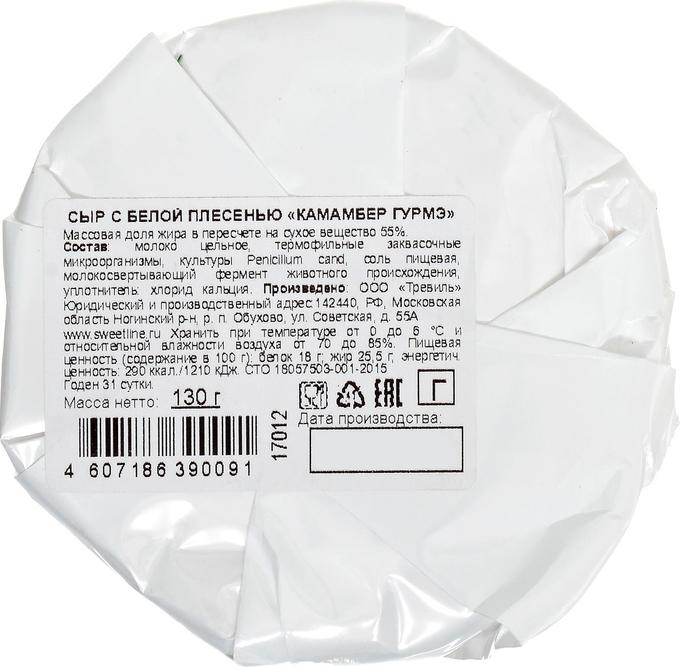 СЫР С БЕЛОЙ ПЛЕСЕНЬЮ «КАМАМБЕР ГУРМЭ»
Массовая доля жира в пересчете на сухое вещество 55%.
Состав: молоко цельное, термофильные заквасочные
микроорганизмы, культуры Penicilium cand, соль пищевая,
молокосвертывающий фермент животного происхождения,
уплотнитель: хлорид кальция. Произведено: ООО «Тревиль»
Юридический и производственный адрес:142440, РФ, Московская
область Ногинский р-н, р. п. Обухово, ул. Советская, д. 55А
www.sweetline.ru Хранить при температуре от 0 до 6 °С и
относительной влажности воздуха от 70 до 85%. Пищевая
ценность (содержание в 100 г): белок 18 г; жир 25,5 г, энергетич.
ценность: 290 ккал./1210 кДж. СТО 18057503-001-2015
Годен 31 сутки.
Масса нетто: 130 г
EAC
Г
Дата производства:
17012
4 607186 390091